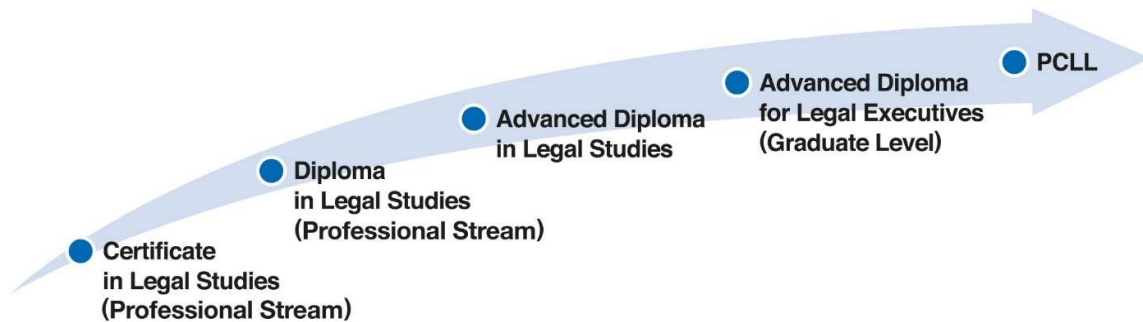 Certificate
in Legal Studies
(Professional Stream)
Diploma
in Legal Studies
(Professional Stream)
Advanced Diploma
in Legal Studies
Advanced Diploma
for Legal Executives
(Graduate Level)
PCLL